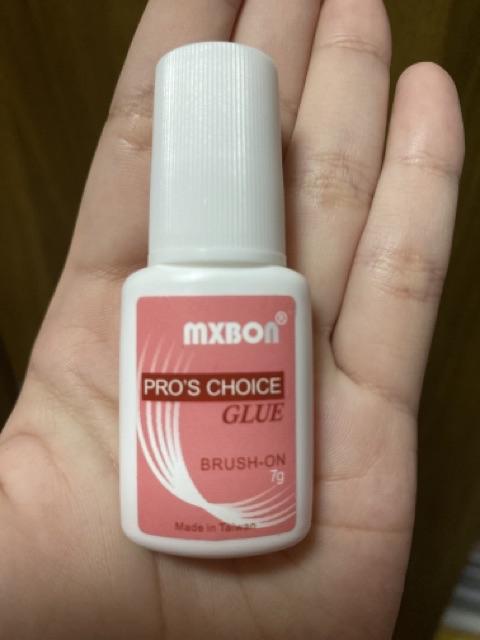 MXBON®
PRO'S CHOICE
GLUE
BRUSH-ON
7g
Made in Taiwan